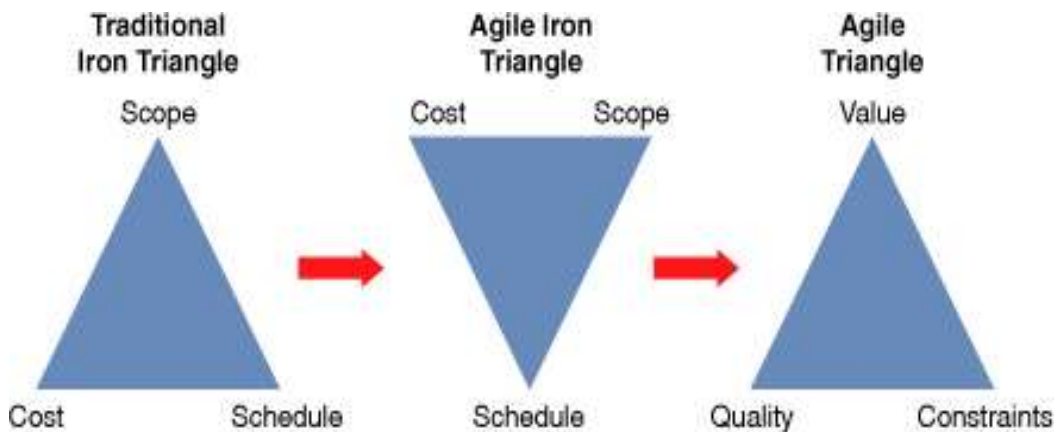 Traditional
Iron Triangle
Scope
Cost
Schedule
Agile Iron
Triangle
Cost
Scope
Schedule
Agile
Triangle
Value
Quality
Constraints